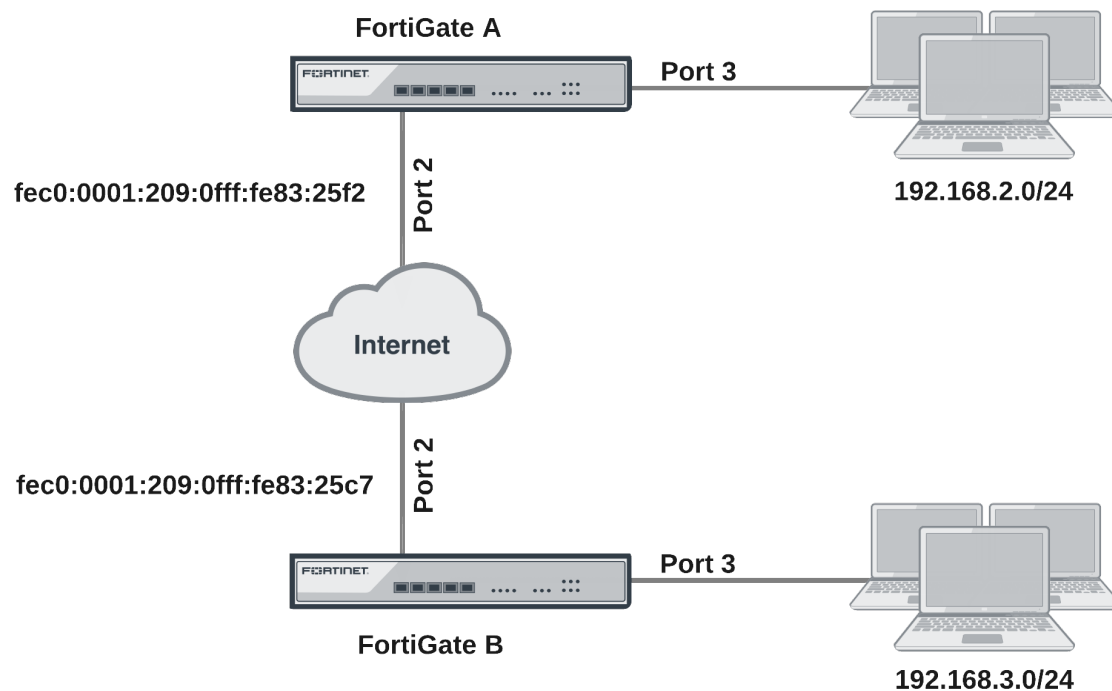 FortiGate A
FORTINET
Port 3
fec0:0001:209:0fff:fe83:25f2
Port 2
192.168.2.0/24
Internet
fec0:0001:209:0fff:fe83:25c7
Port 2
FORTINET
Port 3
FortiGate B
192.168.3.0/24